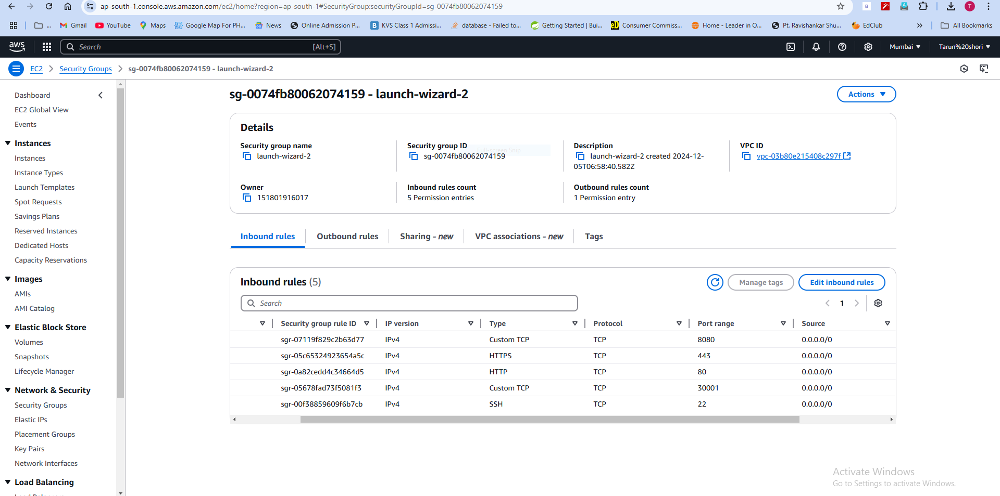 ap-south-1.console.aws.amazon.com/ec2/home?region=ap-south-1#SecurityGroup:securityGroupId=sg-0074fb80062074159
B
T
... Gmail YouTube Maps Google Map For PH... News Online Admission P... B KVS Class 1 Admissi... database - Failed to... Getting Started | Bui... Consumer Commiss... Home - Leader in O... Pt. Ravishankar Shu... EdClub » All Bookmarks
aws Search [Alt+S] Mumbai Tarun%20shori
EC2 Security Groups sg-0074fb80062074159 - launch-wizard-2
Dashboard
EC2 Global View
Events
Instances
Instances
Instance Types
Launch Templates
Spot Requests
Savings Plans
Reserved Instances
Dedicated Hosts
Capacity Reservations
Images
AMIs
AMI Catalog
Elastic Block Store
Volumes
Snapshots
Lifecycle Manager
Network & Security
Security Groups
Elastic IPs
Placement Groups
Key Pairs
Network Interfaces
Load Balancing
sg-0074fb80062074159 - launch-wizard-2
Actions
Details
Security group name
launch-wizard-2
Security group ID
Full-screen Snip
sg-0074fb80062074159
Description
launch-wizard-2 created 2024-12-
05T06:58:40.582Z
VPC ID
vpc-03b80e215408c297f
Owner
151801916017
Inbound rules count
5 Permission entries
Outbound rules count
1 Permission entry
Inbound rules Outbound rules Sharing - new VPC associations - new Tags
Inbound rules (5)
Manage tags Edit inbound rules
Search
1
Security group rule ID IP version Type Protocol Port range Source
sgr-07119f829c2b63d77 IPv4 Custom TCP TCP 8080 0.0.0.0/0
sgr-05c65324923654a5c IPv4 HTTPS TCP 443 0.0.0.0/0
sgr-0a82cedd4c34664d5 IPv4 HTTP TCP 80 0.0.0.0/0
sgr-05678fad73f5081f3 IPv4 Custom TCP TCP 30001 0.0.0.0/0
sgr-00f38859609f6b7cb IPv4 SSH TCP 22 0.0.0.0/0
Activate Windows
Go to Settings to activate Windows.